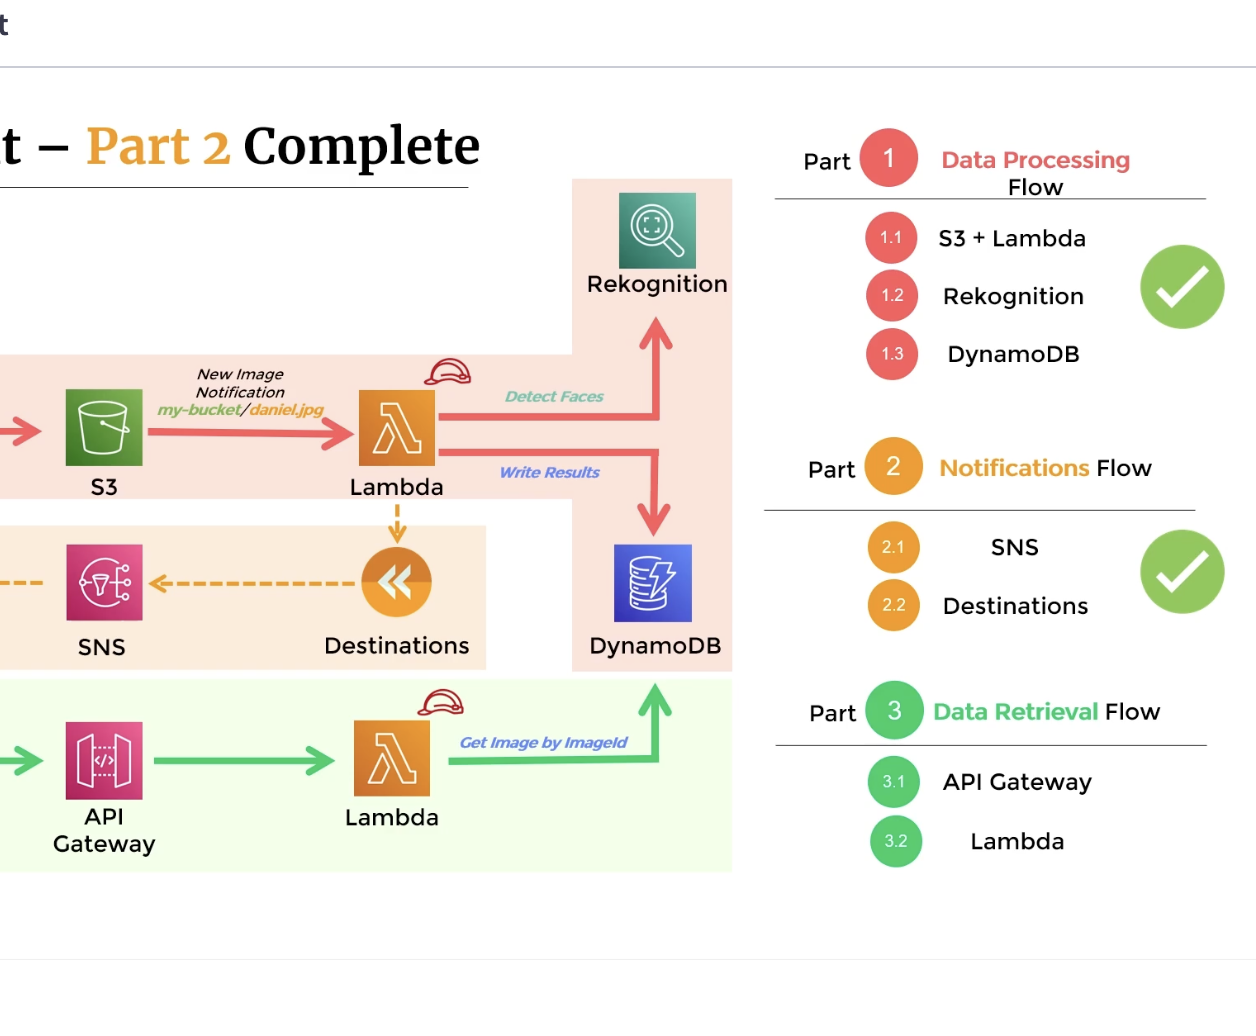 t
t – Part 2 Complete
Rekognition
New Image
Notification
my-bucket/daniel.jpg
Detect Faces
Write Results
S3
Lambda
SNS
Destinations
DynamoDB
Get Image by ImageId
API
Gateway
Lambda
Part 1 Data Processing
Flow
1.1 S3 + Lambda
1.2 Rekognition
1.3 DynamoDB
Part 2 Notifications Flow
2.1 SNS
2.2 Destinations
Part 3 Data Retrieval Flow
3.1 API Gateway
3.2 Lambda